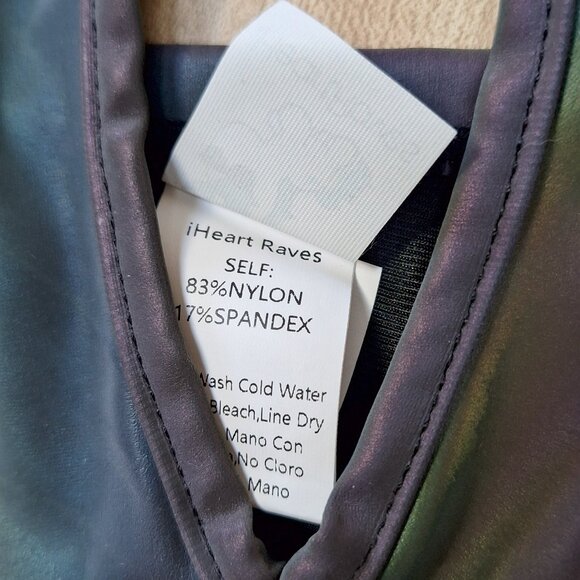 iHeart Raves
SELF:
83%NYLON
17%SPANDEX
Wash Cold Water
Bleach,Line Dry
Mano Con
,No Cloro
Mano